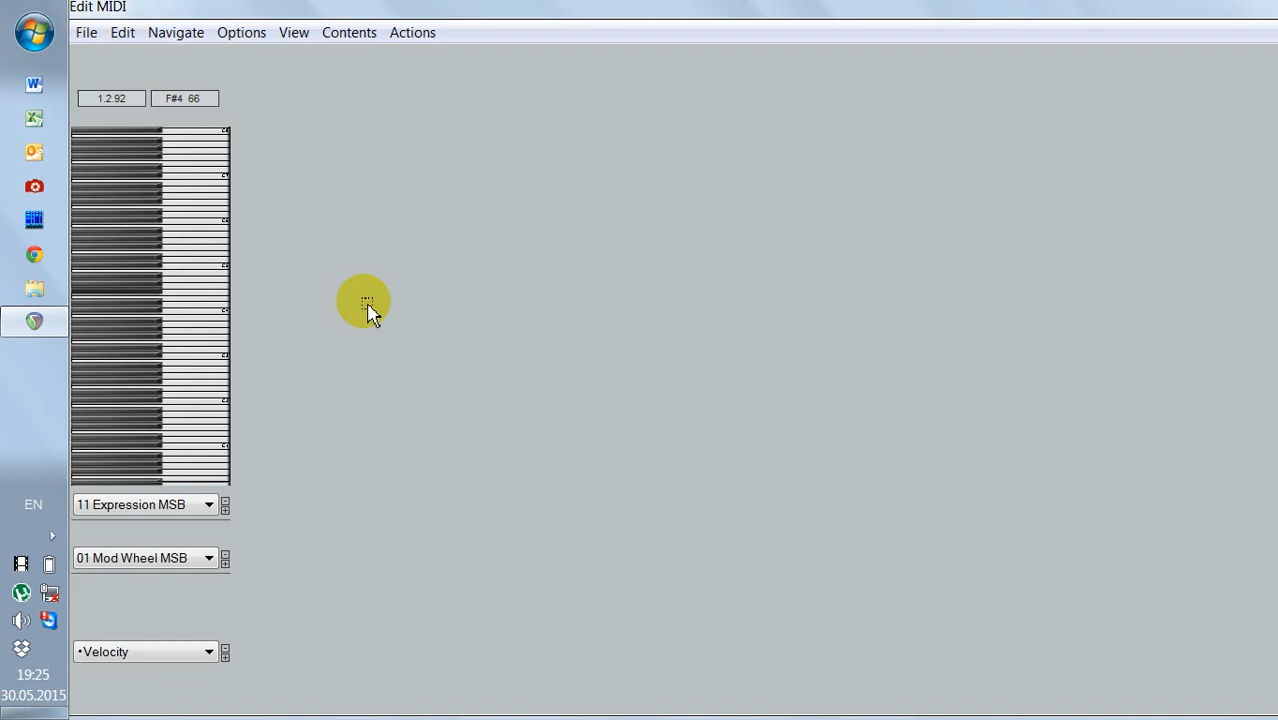 Edit MIDI
File Edit Navigate Options View Contents Actions
1.2.92 F#4 66
11 Expression MSB
01 Mod Wheel MSB
•Velocity
EN
19:25
30.05.2015